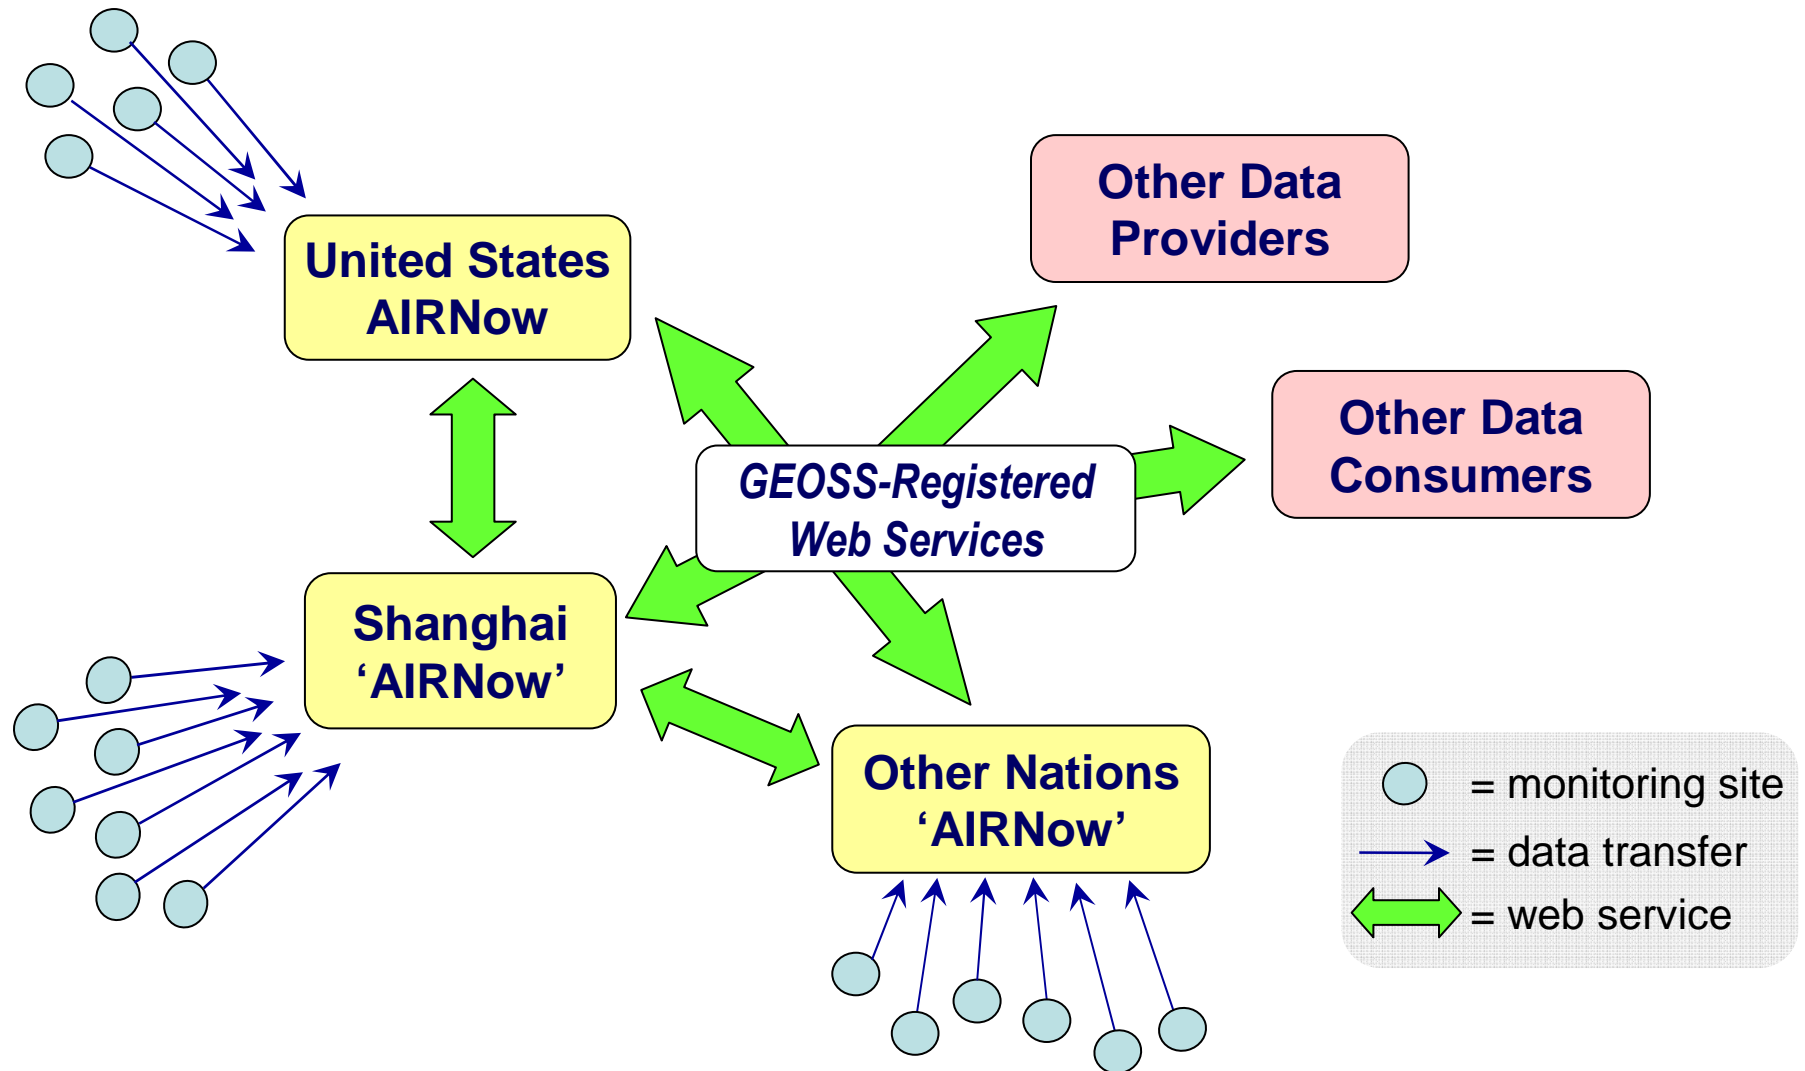 United States
AIRNow
Other Data
Providers
Other Data
Consumers
GEOSS-Registered
Web Services
Shanghai
‘AIRNow’
Other Nations
‘AIRNow’
= monitoring site
= data transfer
= web service